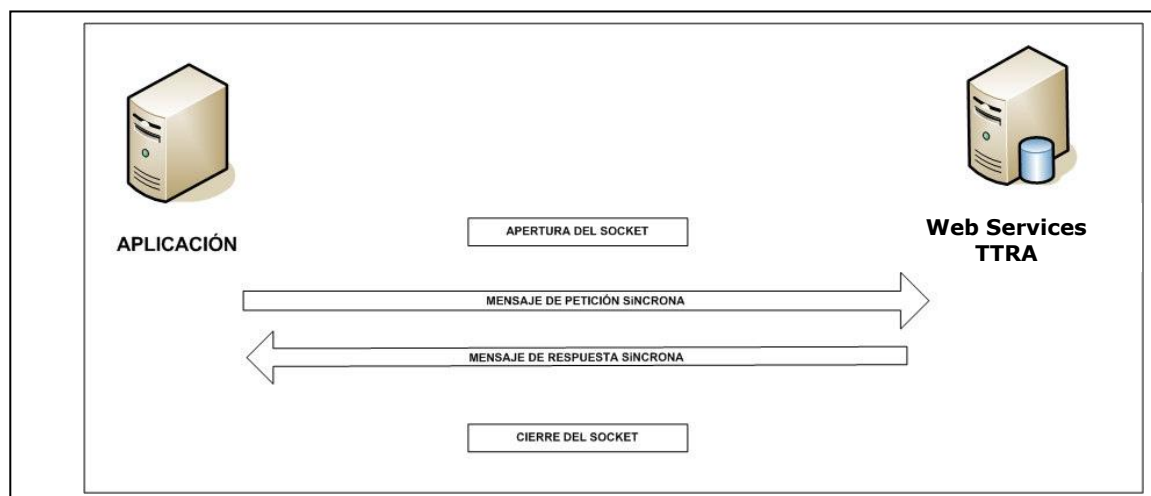 APLICACIÓN
Web Services
TTRA
APERTURA DEL SOCKET
MENSAJE DE PETICIÓN SíNCRONA
MENSAJE DE RESPUESTA SíNCRONA
CIERRE DEL SOCKET